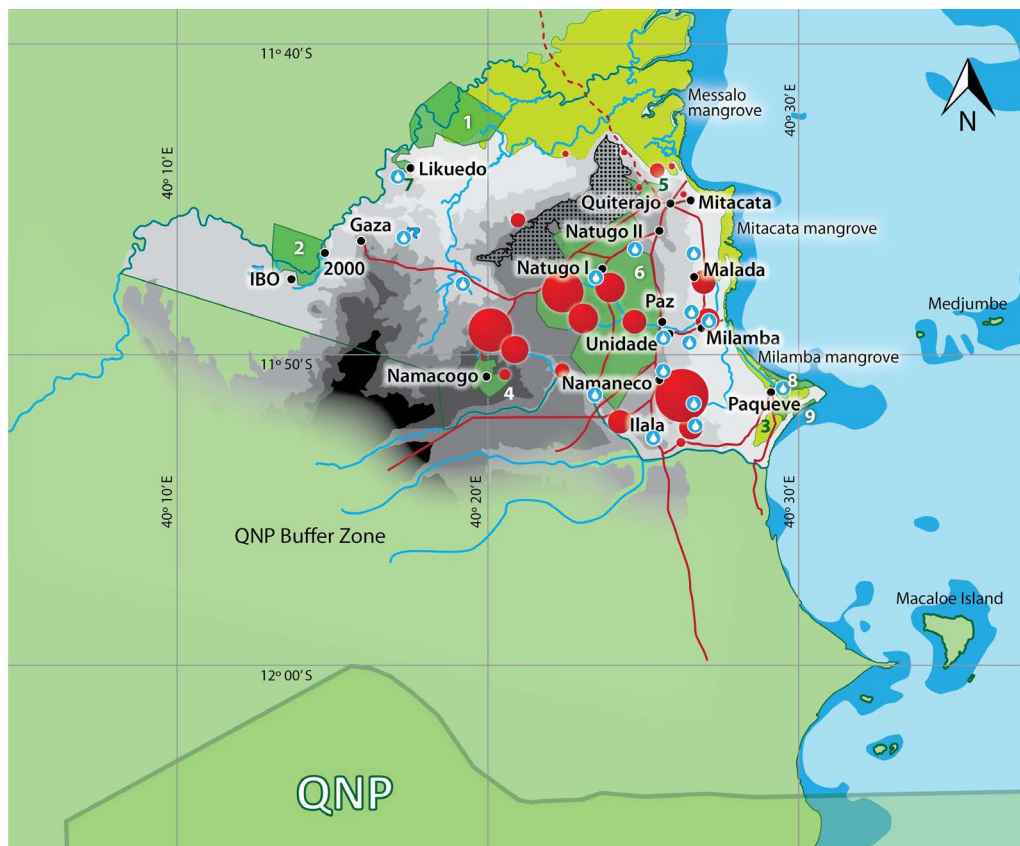 11° 40' S
40° 10' E
40° 30' E
Messalo
mangrove
N
1
Likuedo
7
5
Quiterajo
Mitacata
Mitacata mangrove
Natugo II
Gaza
2
2000
IBO
Natugo I
6
Malada
Paz
Medjumbe
Unidade
Milamba
11° 50' S
Milamba mangrove
Namacogo
4
Namaneco
8
Paqueve
9
3
Ilala
40° 10' E
40° 20' E
40° 30' E
QNP Buffer Zone
Macaloe Island
12° 00' S
QNP